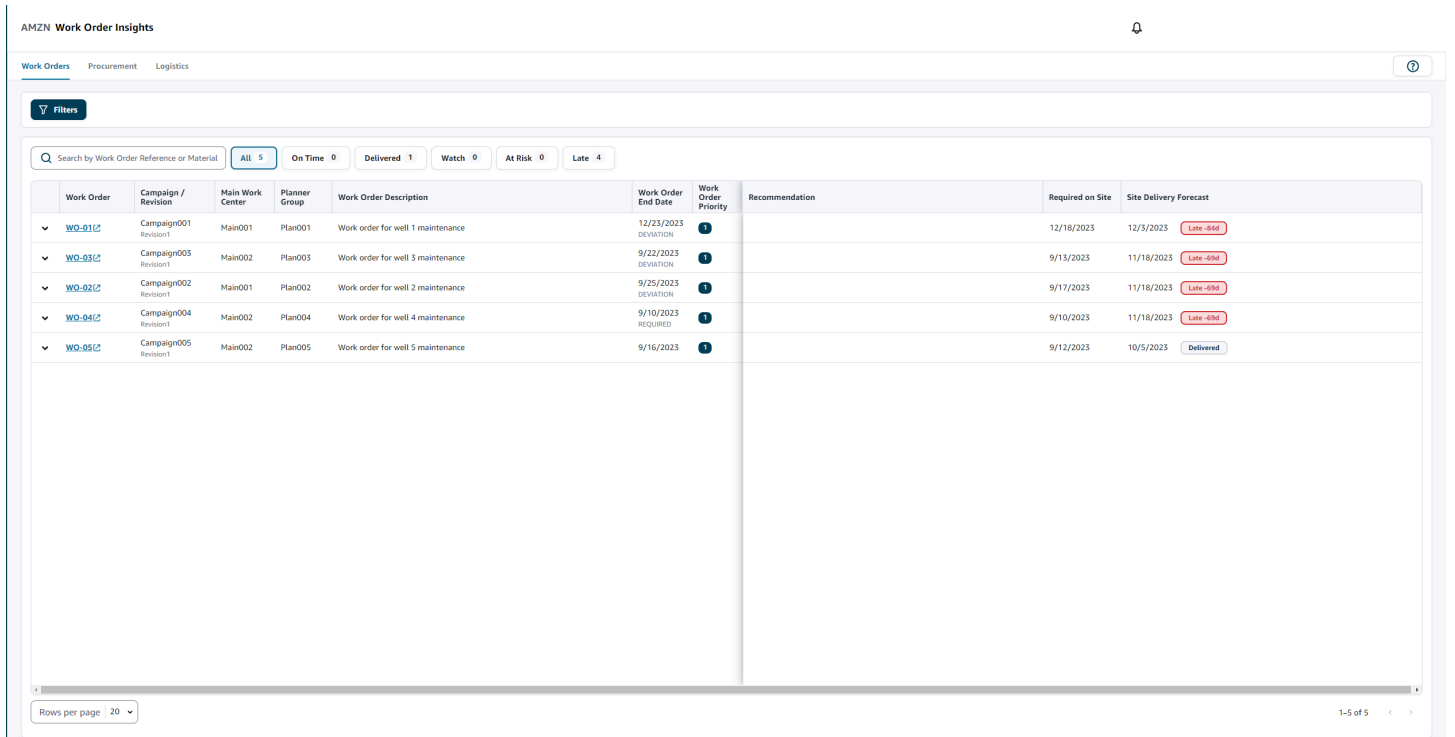 AMZN Work Order Insights
Work Orders Procurement Logistics
Filters
Search by Work Order Reference or Material All 5 On Time 0 Delivered 1 Watch 0 At Risk 0 Late 4
Work Order Campaign / Revision Main Work Center Planner Group Work Order Description Work Order End Date Work Order Priority Recommendation Required on Site Site Delivery Forecast
WO-01 Campaign001 Main001 Plan001 Work order for well 1 maintenance 12/23/2023 1 12/18/2023 12/3/2023 Late -84d
Revision1 DEVIATION
WO-03 Campaign003 Main002 Plan003 Work order for well 3 maintenance 9/22/2023 1 9/13/2023 11/18/2023 Late -69d
Revision1 DEVIATION
WO-02 Campaign002 Main001 Plan002 Work order for well 2 maintenance 9/25/2023 1 9/17/2023 11/18/2023 Late -69d
Revision1 DEVIATION
WO-04 Campaign004 Main002 Plan004 Work order for well 4 maintenance 9/10/2023 1 9/10/2023 11/18/2023 Late -69d
Revision1 REQUIRED
WO-05 Campaign005 Main002 Plan005 Work order for well 5 maintenance 9/16/2023 1 9/12/2023 10/5/2023 Delivered
Revision1
Rows per page 20 1–5 of 5